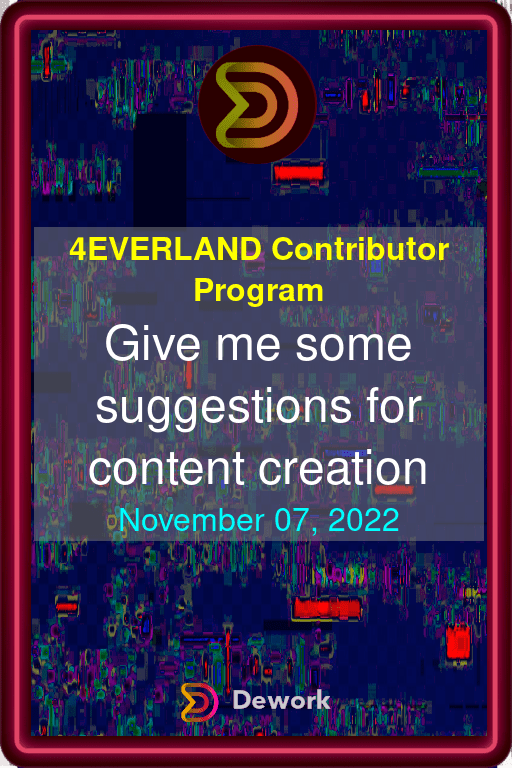 4EVERLAND Contributor
Program
Give me some
suggestions for
content creation
November 07, 2022
Dework